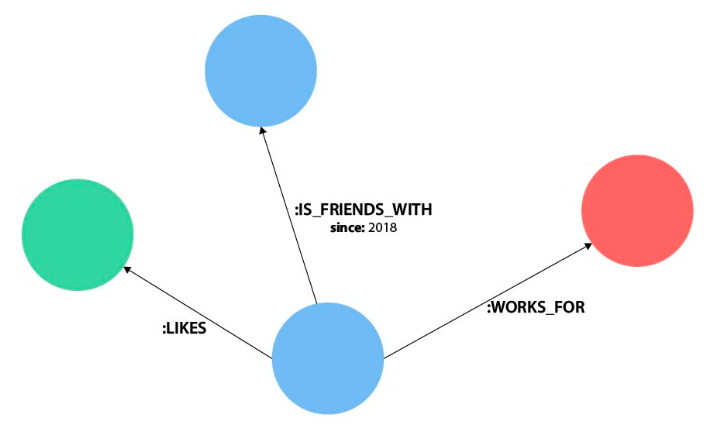 :IS_FRIENDS_WITH
since: 2018
:WORKS_FOR
:LIKES